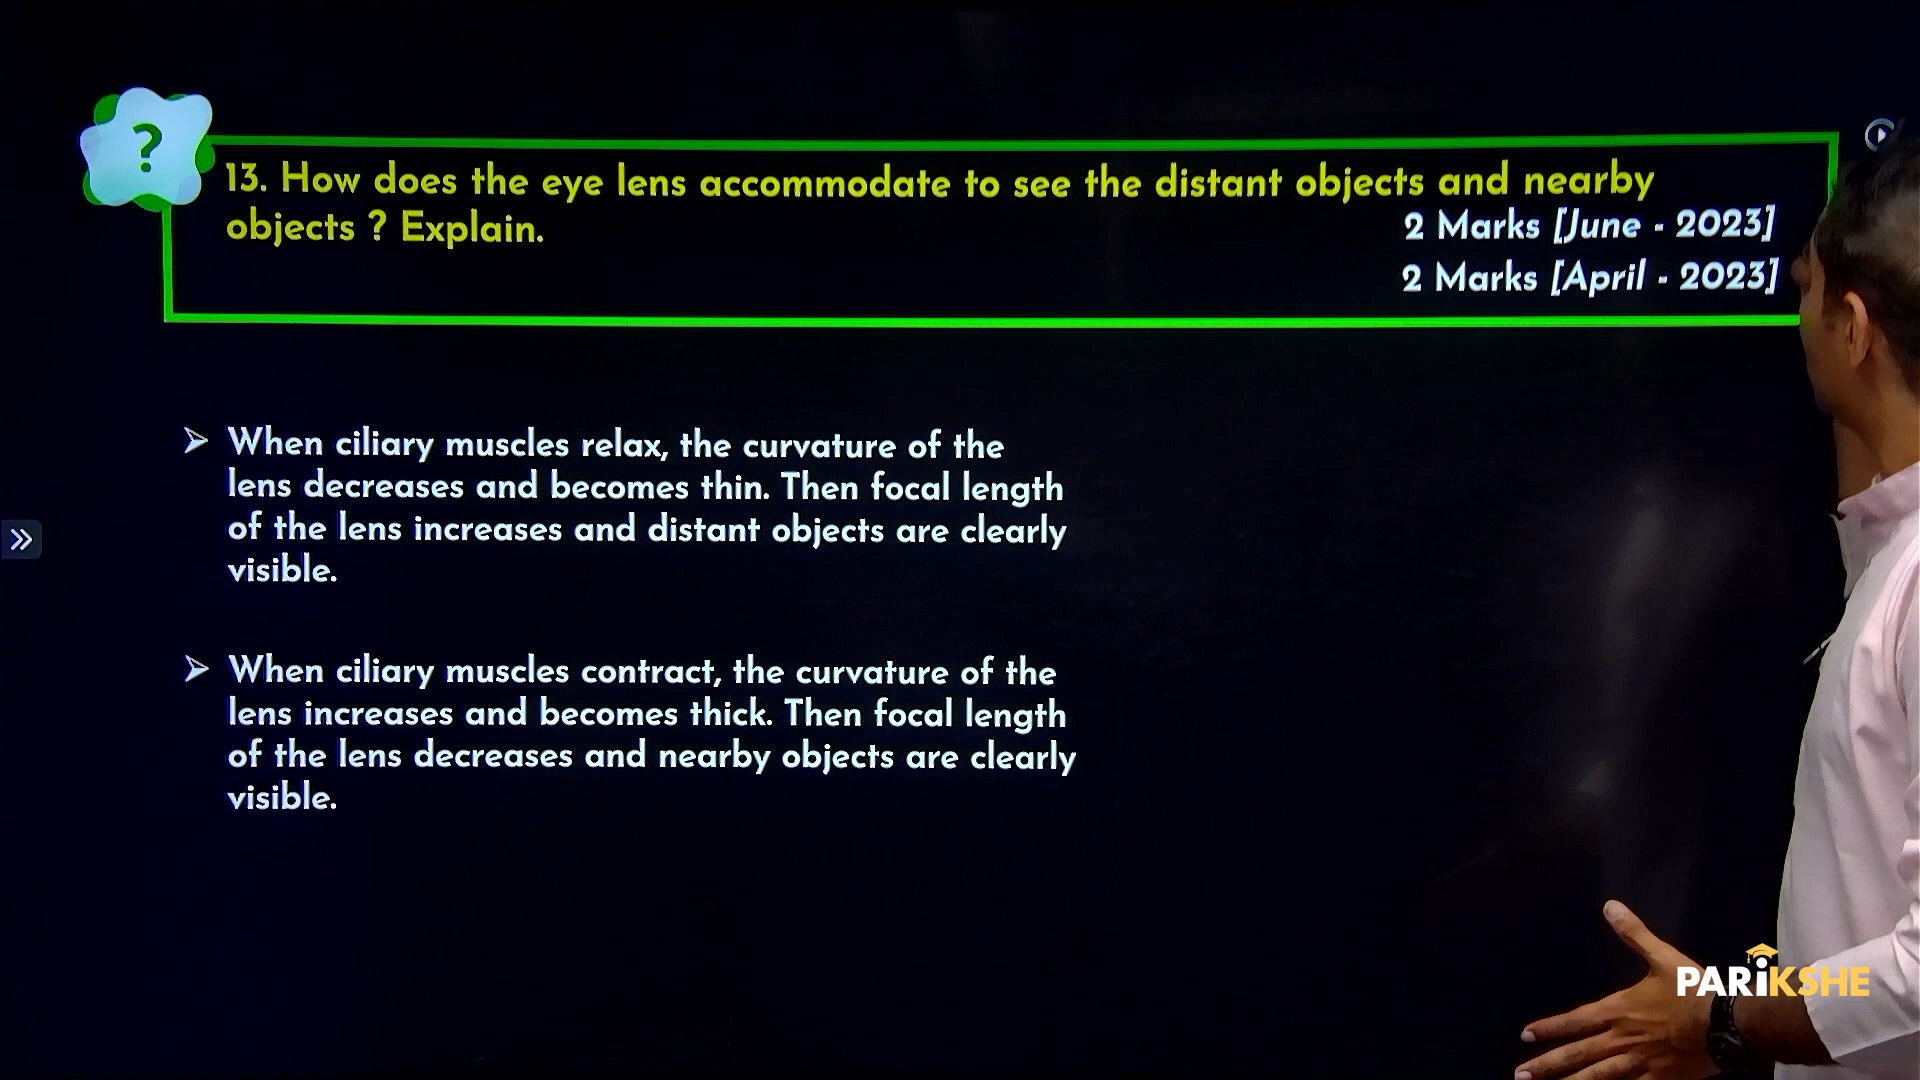 ?
13. How does the eye lens accommodate to see the distant objects and nearby
objects ? Explain.
2 Marks [June - 2023]
2 Marks [April - 2023]
➢ When ciliary muscles relax, the curvature of the
lens decreases and becomes thin. Then focal length
of the lens increases and distant objects are clearly
visible.
➢ When ciliary muscles contract, the curvature of the
lens increases and becomes thick. Then focal length
of the lens decreases and nearby objects are clearly
visible.
PARiKSHE